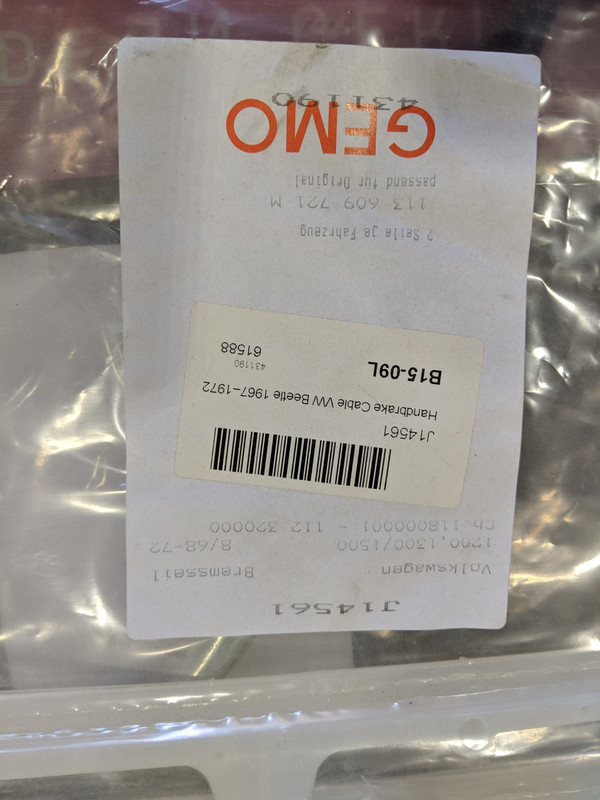 J14561
Volkswagen Bremsseil
1200,1300/1500 8/68-72
Ch.118000001 - 112 320000
J14561
Handbrake Cable VW Beetle 1967-1972
B15-09L 431190
61588
2 Seile je Fahrzeug
113 609 721 M
passend für Original
GEMO
431190